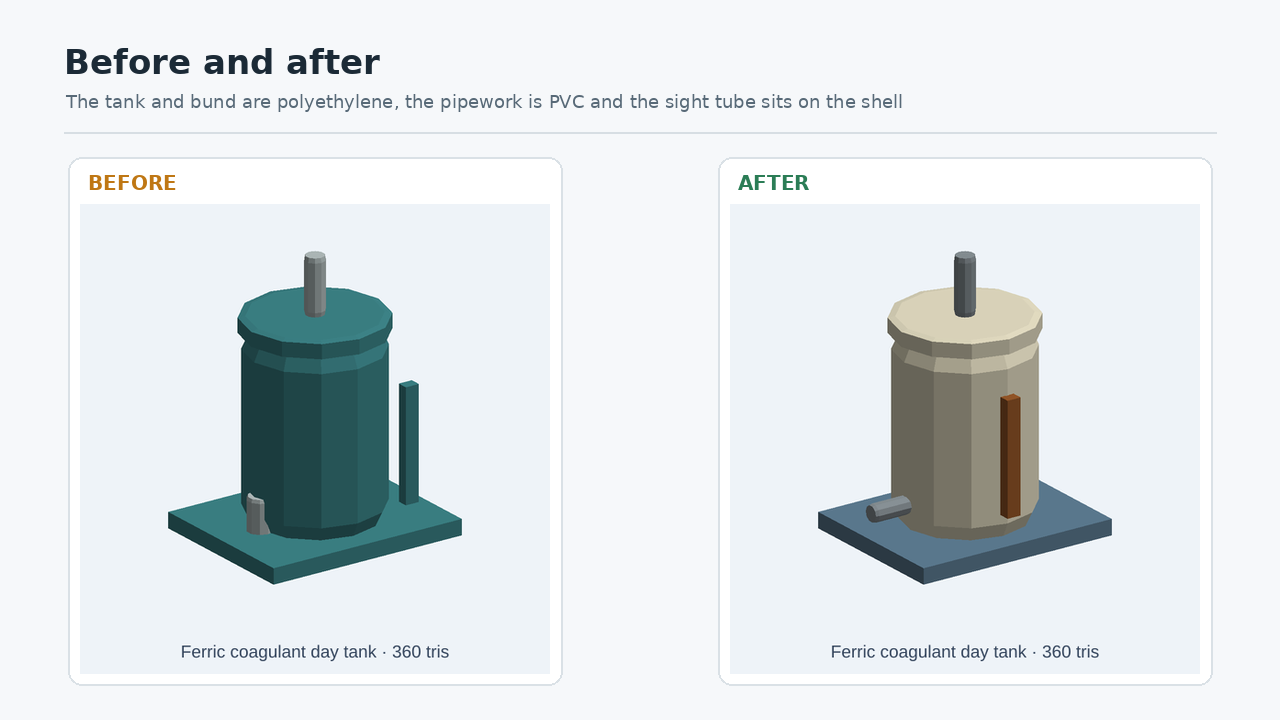 Before and after
The tank and bund are polyethylene, the pipework is PVC and the sight tube sits on the shell
BEFORE
AFTER
Ferric coagulant day tank · 360 tris
Ferric coagulant day tank · 360 tris